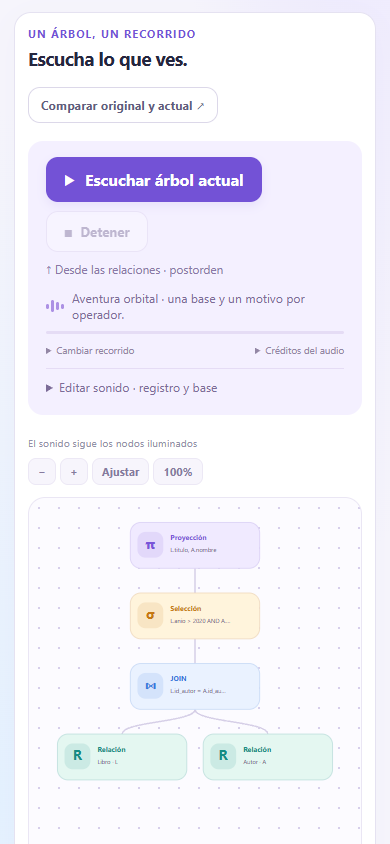 UN ÁRBOL, UN RECORRIDO
Escucha lo que ves.
Comparar original y actual ↗
▶ Escuchar árbol actual
■ Detener
↑ Desde las relaciones · postorden
Aventura orbital · una base y un motivo por
operador.
▶ Cambiar recorrido
▶ Créditos del audio
▶ Editar sonido · registro y base
El sonido sigue los nodos iluminados
− + Ajustar 100%
π Proyección
L.titulo, A.nombre
σ Selección
L.anio > 2020 AND A...
⋈ JOIN
L.id_autor = A.id_au...
R Relación
Libro · L
R Relación
Autor · A